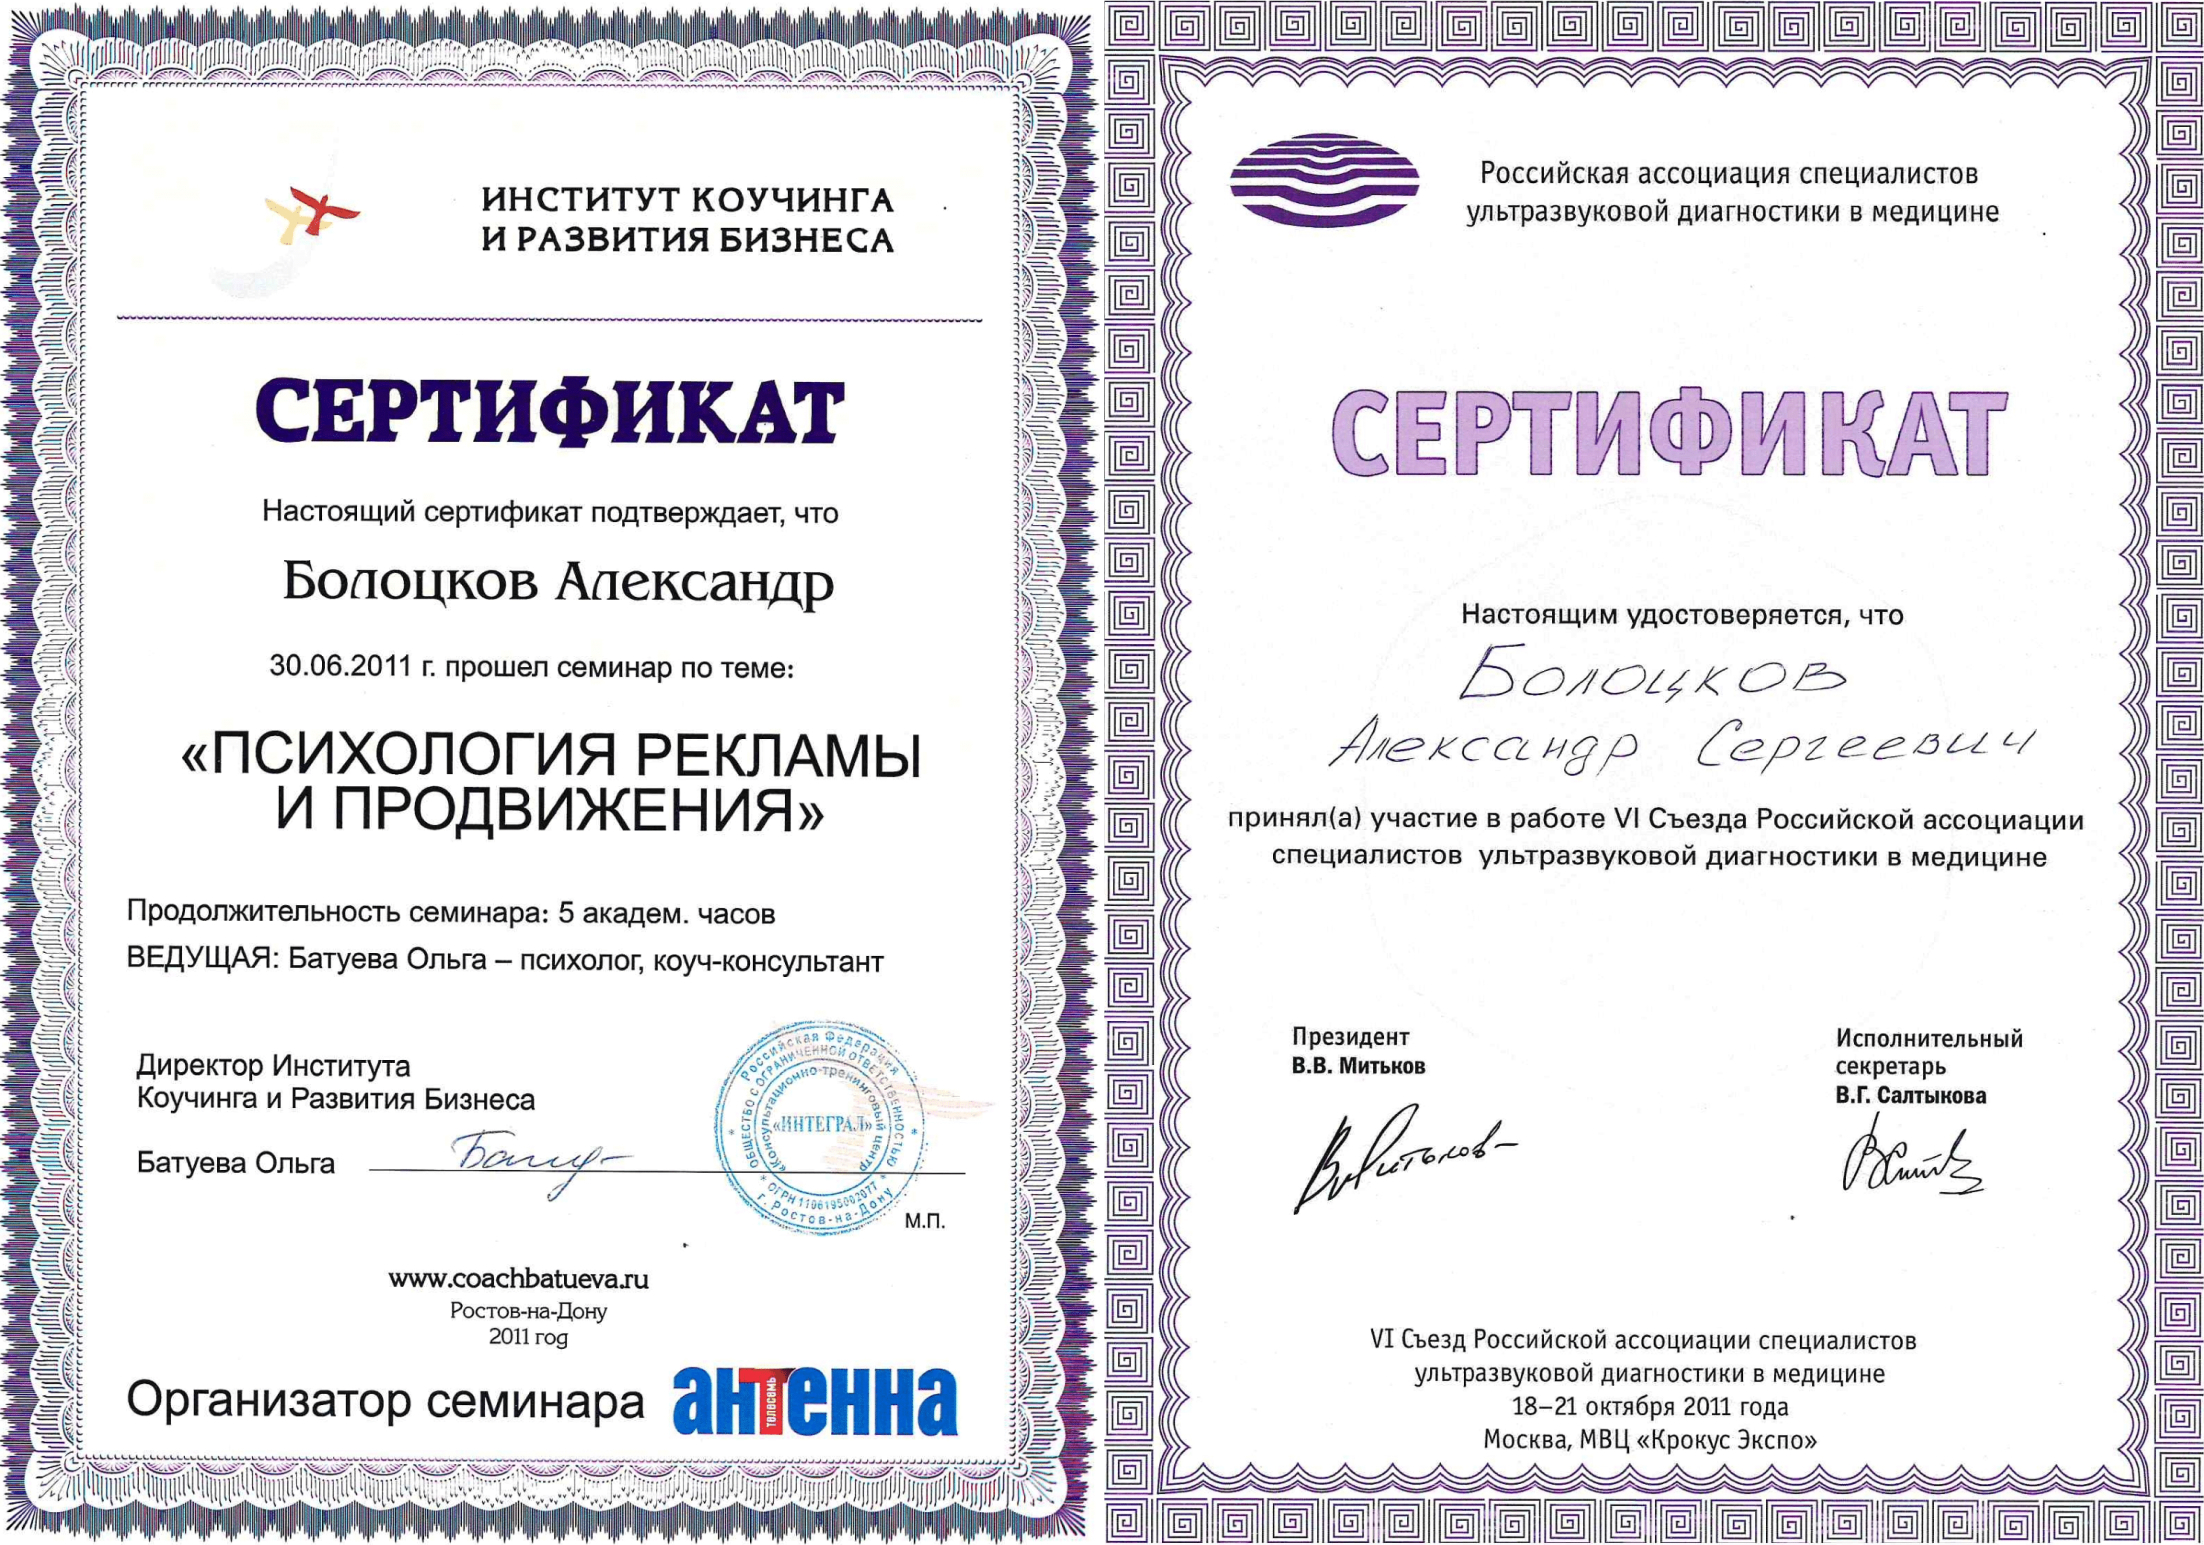 ИНСТИТУТ КОУЧИНГА
И РАЗВИТИЯ БИЗНЕСА
СЕРТИФИКАТ
Настоящий сертификат подтверждает, что
Болоцков Александр
30.06.2011 г. прошел семинар по теме:
«ПСИХОЛОГИЯ РЕКЛАМЫ
И ПРОДВИЖЕНИЯ»
Продолжительность семинара: 5 академ. часов
ВЕДУЩАЯ: Батуева Ольга – психолог, коуч-консультант
Директор Института
Коучинга и Развития Бизнеса
Батуева Ольга
Российская Федерация
ОБЩЕСТВО С ОГРАНИЧЕННОЙ ОТВЕТСТВЕННОСТЬЮ
«Консультационно-тренинговый центр
«ИНТЕГРАЛ»
ОГРН 1106195002077
г. Ростов-на-Дону
М.П.
www.coachbatueva.ru
Ростов-на-Дону
2011 год
Организатор семинара антенна
телесемь
Российская ассоциация специалистов
ультразвуковой диагностики в медицине
СЕРТИФИКАТ
Настоящим удостоверяется, что
Болоцков
Александр Сергеевич
принял(а) участие в работе VI Съезда Российской ассоциации
специалистов ультразвуковой диагностики в медицине
Президент
В.В. Митьков
Исполнительный
секретарь
В.Г. Салтыкова
VI Съезд Российской ассоциации специалистов
ультразвуковой диагностики в медицине
18–21 октября 2011 года
Москва, МВЦ «Крокус Экспо»